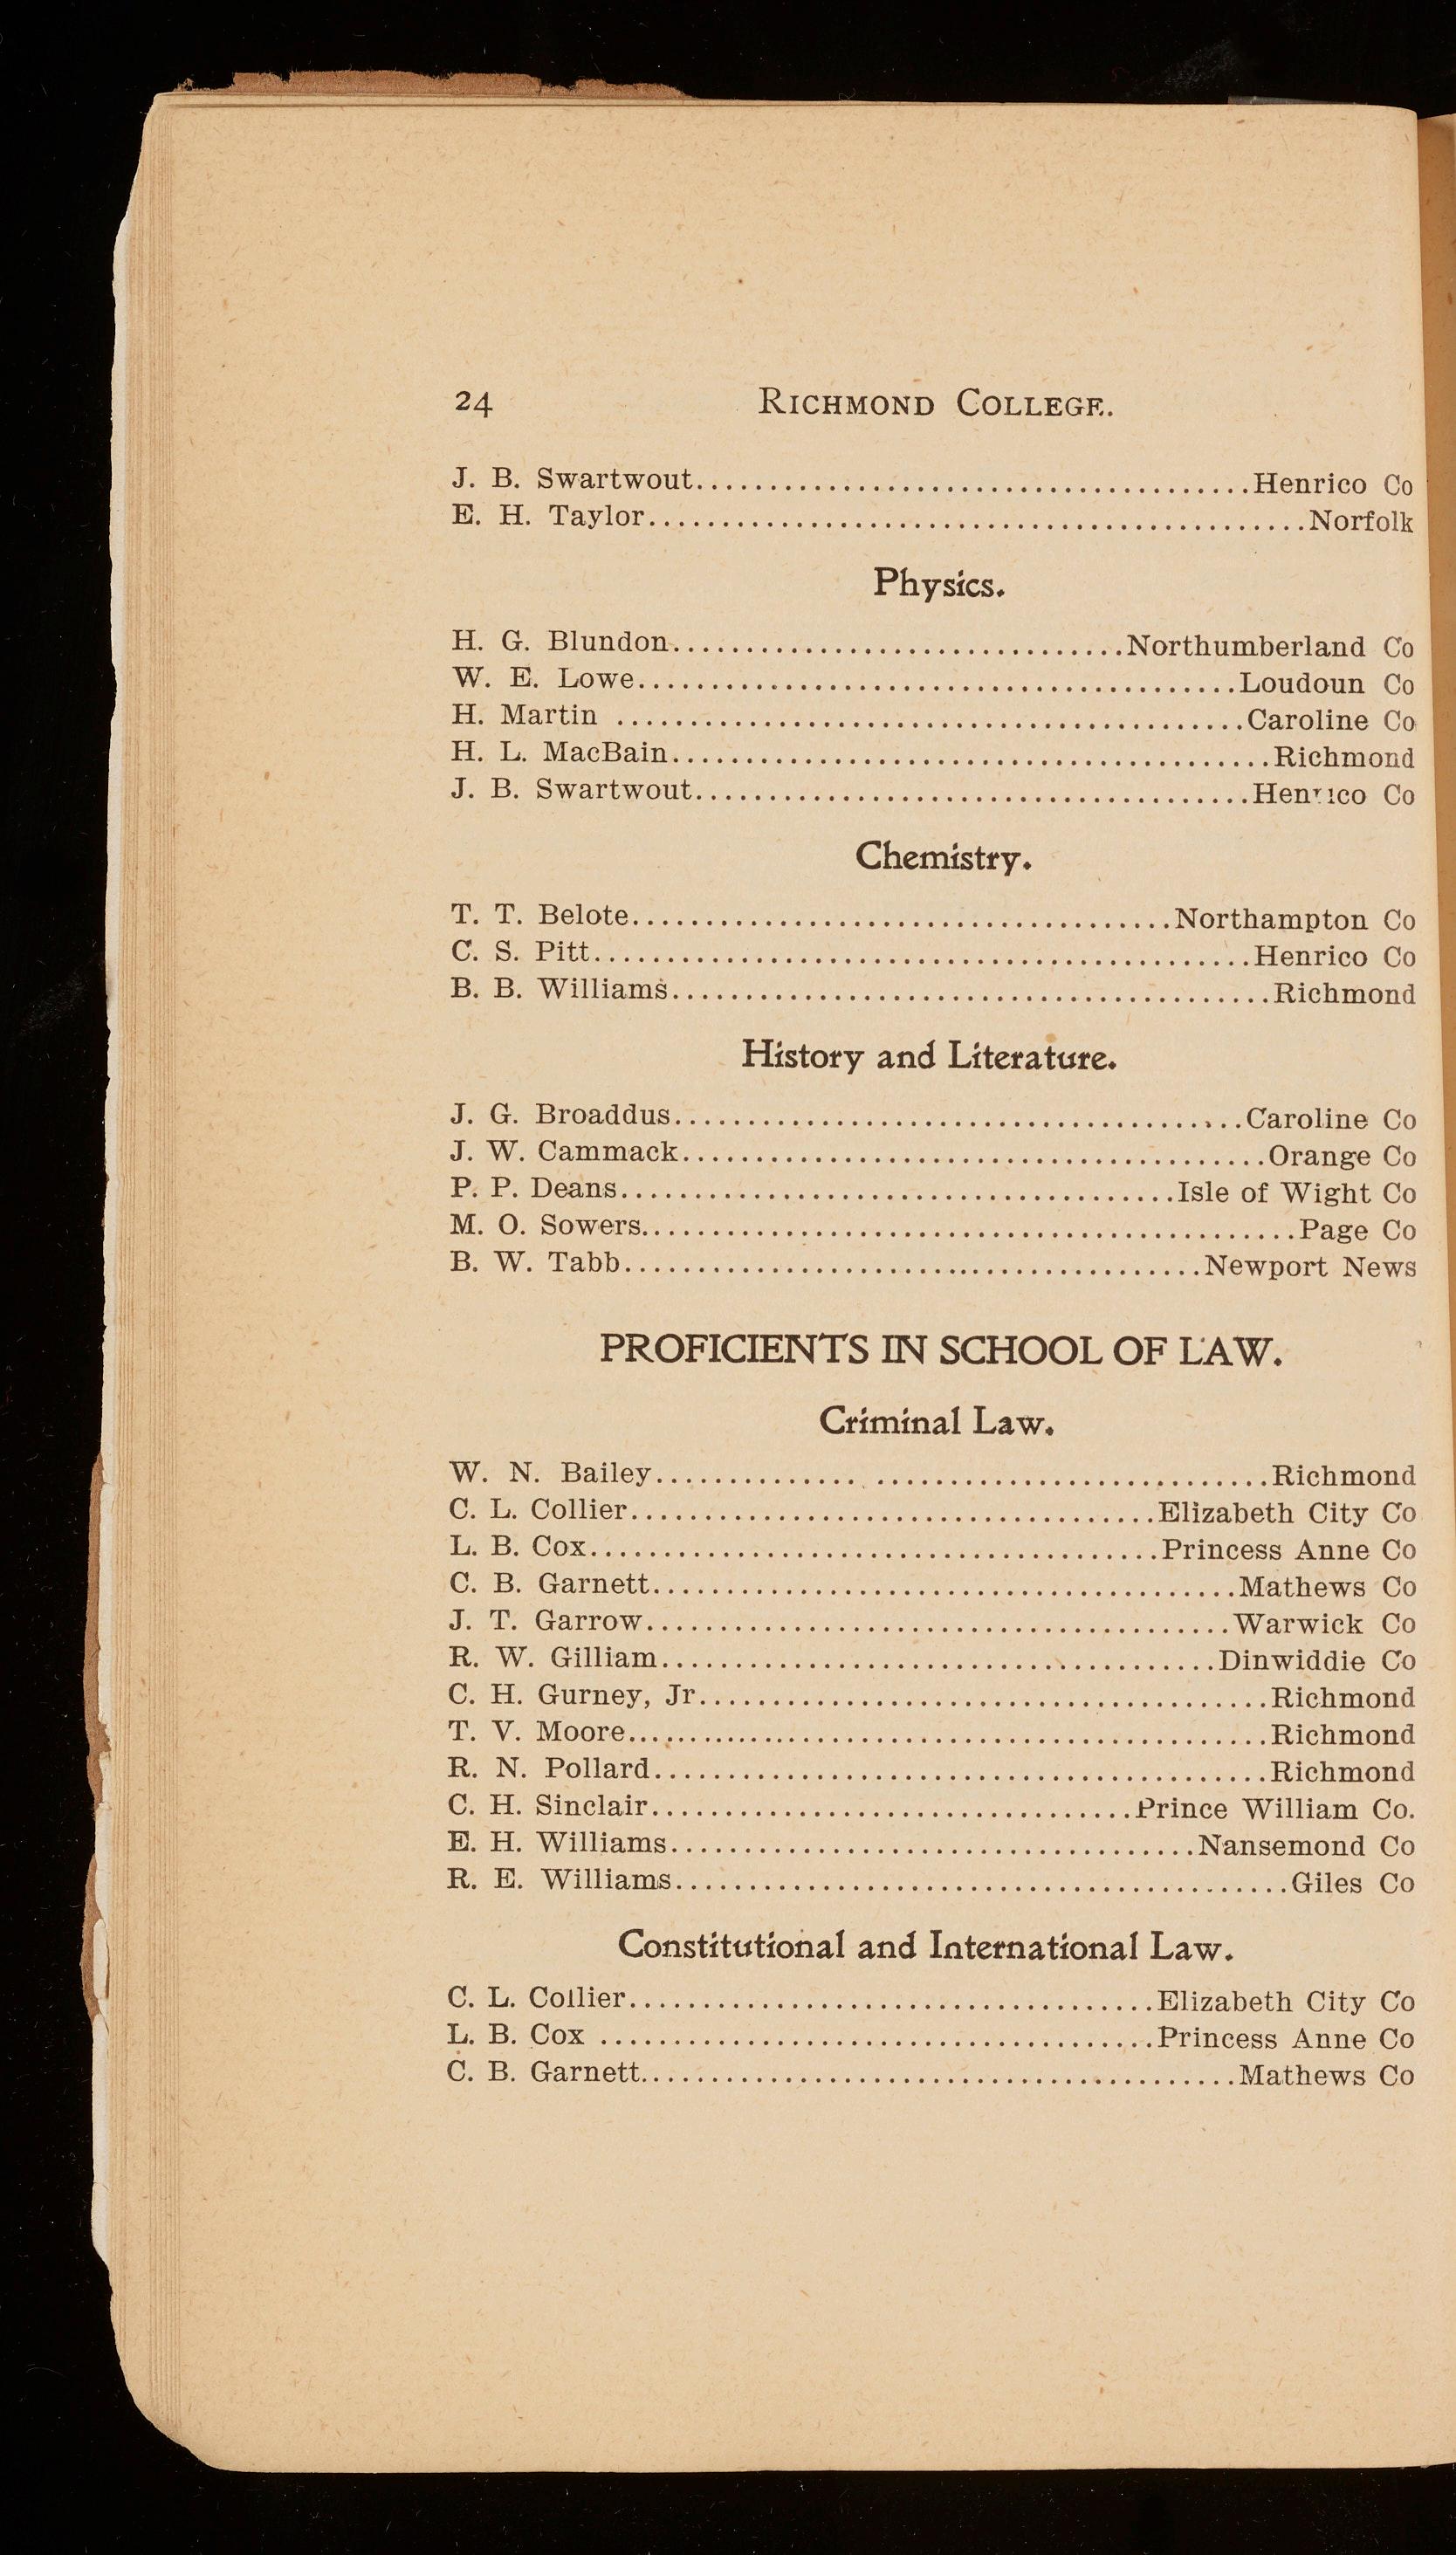 24 RICHMOND COLLEGE.
J. B. Swartwout......................................Henrico Co
E. H. Taylor.............................................Norfolk
Physics.
H. G. Blundon...............................Northumberland Co
W. E. Lowe.........................................Loudoun Co
H. Martin ...........................................Caroline Co
H. L. MacBain.........................................Richmond
J. B. Swartwout......................................Henrico Co
Chemistry.
T. T. Belote.....................................Northampton Co
C. S. Pitt.............................................Henrico Co
B. B. Williams.........................................Richmond
History and Literature.
J. G. Broaddus.......................................Caroline Co
J. W. Cammack........................................Orange Co
P. P. Deans......................................Isle of Wight Co
M. O. Sowers.............................................Page Co
B. W. Tabb........................................Newport News
PROFICIENTS IN SCHOOL OF LAW.
Criminal Law.
W. N. Bailey.............. ...........................Richmond
C. L. Collier....................................Elizabeth City Co
L. B. Cox.......................................Princess Anne Co
C. B. Garnett........................................Mathews Co
J. T. Garrow........................................Warwick Co
R. W. Gilliam......................................Dinwiddie Co
C. H. Gurney, Jr.......................................Richmond
T. V. Moore............................................Richmond
R. N. Pollard..........................................Richmond
C. H. Sinclair.................................Prince William Co.
E. H. Williams....................................Nansemond Co
R. E. Williams..........................................Giles Co
Constitutional and International Law.
C. L. Collier....................................Elizabeth City Co
L. B. Cox ......................................Princess Anne Co
C. B. Garnett.........................................Mathews Co